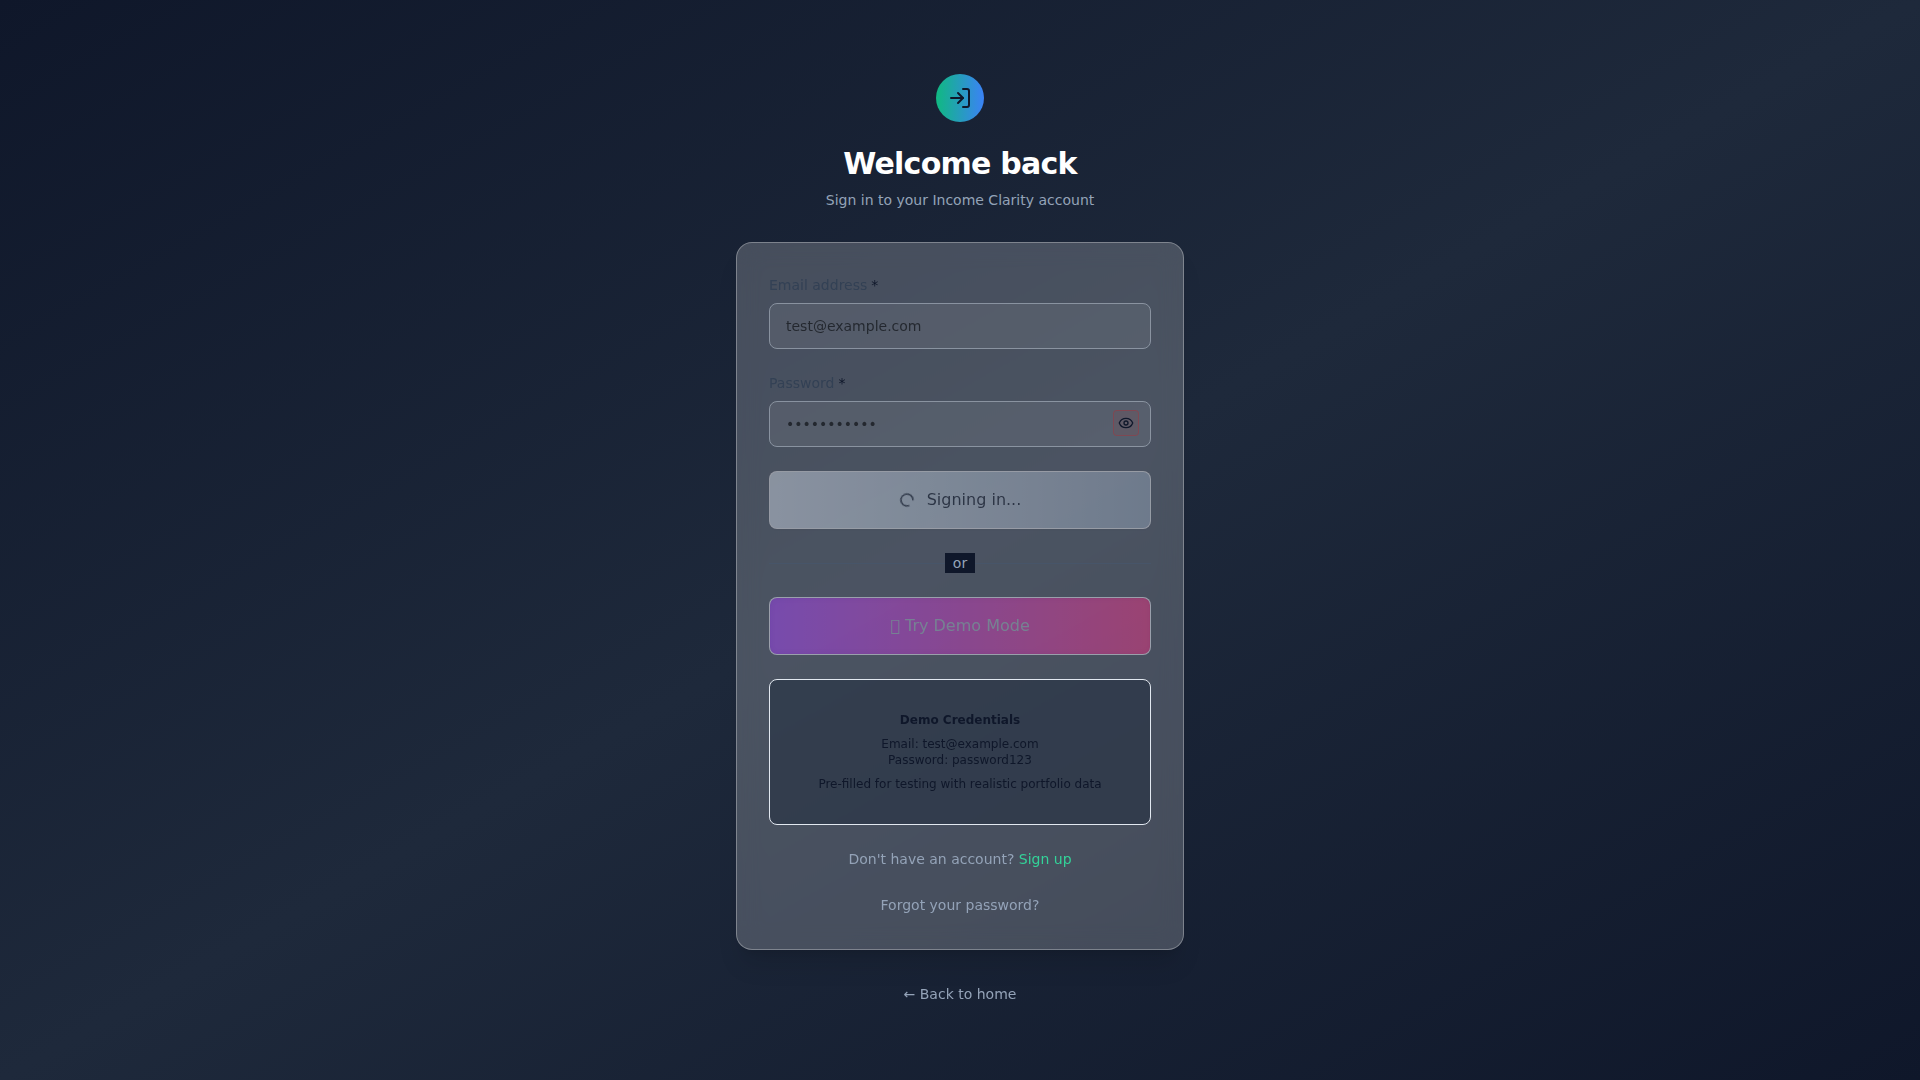 Welcome back
Sign in to your Income Clarity account
Email address *
test@example.com
Password *
•••••••••••
Signing in...
or
Try Demo Mode
Demo Credentials
Email: test@example.com
Password: password123
Pre-filled for testing with realistic portfolio data
Don't have an account? Sign up
Forgot your password?
← Back to home